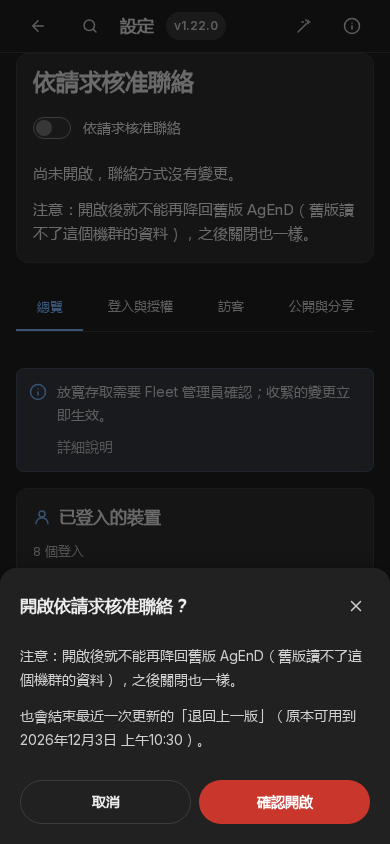 設定 v1.22.0
依請求核准聯絡
依請求核准聯絡
尚未開啟，聯絡方式沒有變更。
注意：開啟後就不能再降回舊版 AgEnD（舊版讀
不了這個機群的資料），之後關閉也一樣。
總覽 登入與授權 訪客 公開與分享
放寬存取需要 Fleet 管理員確認；收緊的變更立
即生效。
詳細說明
已登入的裝置
8 個登入
開啟依請求核准聯絡？
注意：開啟後就不能再降回舊版 AgEnD（舊版讀不了這
個機群的資料），之後關閉也一樣。
也會結束最近一次更新的「退回上一版」（原本可用到
2026年12月3日 上午10:30）。
取消 確認開啟